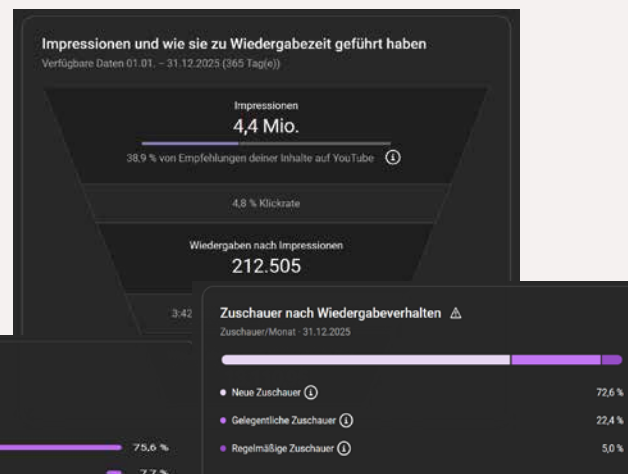 Impressionen und wie sie zu Wiedergabezeit geführt haben
Verfügbare Daten 01.01. – 31.12.2025 (365 Tag(e))
Impressionen
4,4 Mio.
38,9 % von Empfehlungen deiner Inhalte auf YouTube
4,8 % Klickrate
Wiedergaben nach Impressionen
212.505
3:42
Zuschauer nach Wiedergabeverhalten
Zuschauer/Monat · 31.12.2025
Neue Zuschauer 72,6 %
Gelegentliche Zuschauer 22,4 %
Regelmäßige Zuschauer 5,0 %
75,6 %
7,7 %